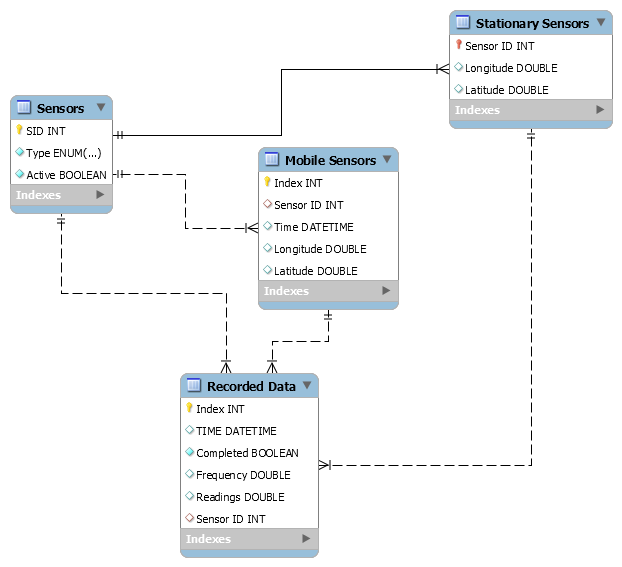 Stationary Sensors
Sensor ID INT
Longitude DOUBLE
Latitude DOUBLE
Indexes
Sensors
SID INT
Type ENUM(...)
Active BOOLEAN
Indexes
Mobile Sensors
Index INT
Sensor ID INT
Time DATETIME
Longitude DOUBLE
Latitude DOUBLE
Indexes
Recorded Data
Index INT
TIME DATETIME
Completed BOOLEAN
Frequency DOUBLE
Readings DOUBLE
Sensor ID INT
Indexes